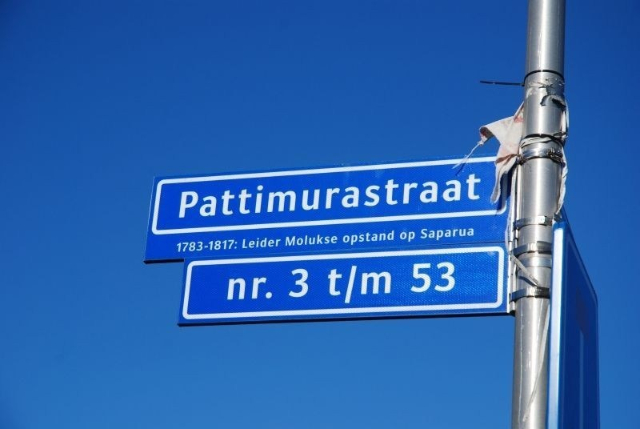 Pattimurastraat
1783-1817: Leider Molukse opstand op Saparua
nr. 3 t/m 53